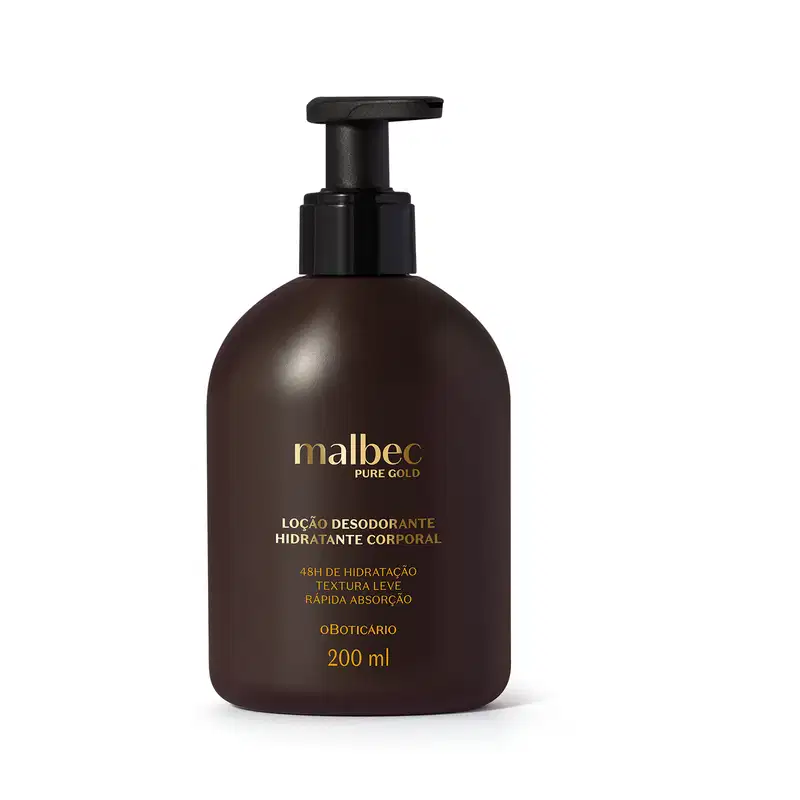 malbec
PURE GOLD
LOÇÃO DESODORANTE
HIDRATANTE CORPORAL
48H DE HIDRATAÇÃO
TEXTURA LEVE
RÁPIDA ABSORÇÃO
oBoticário
200 ml